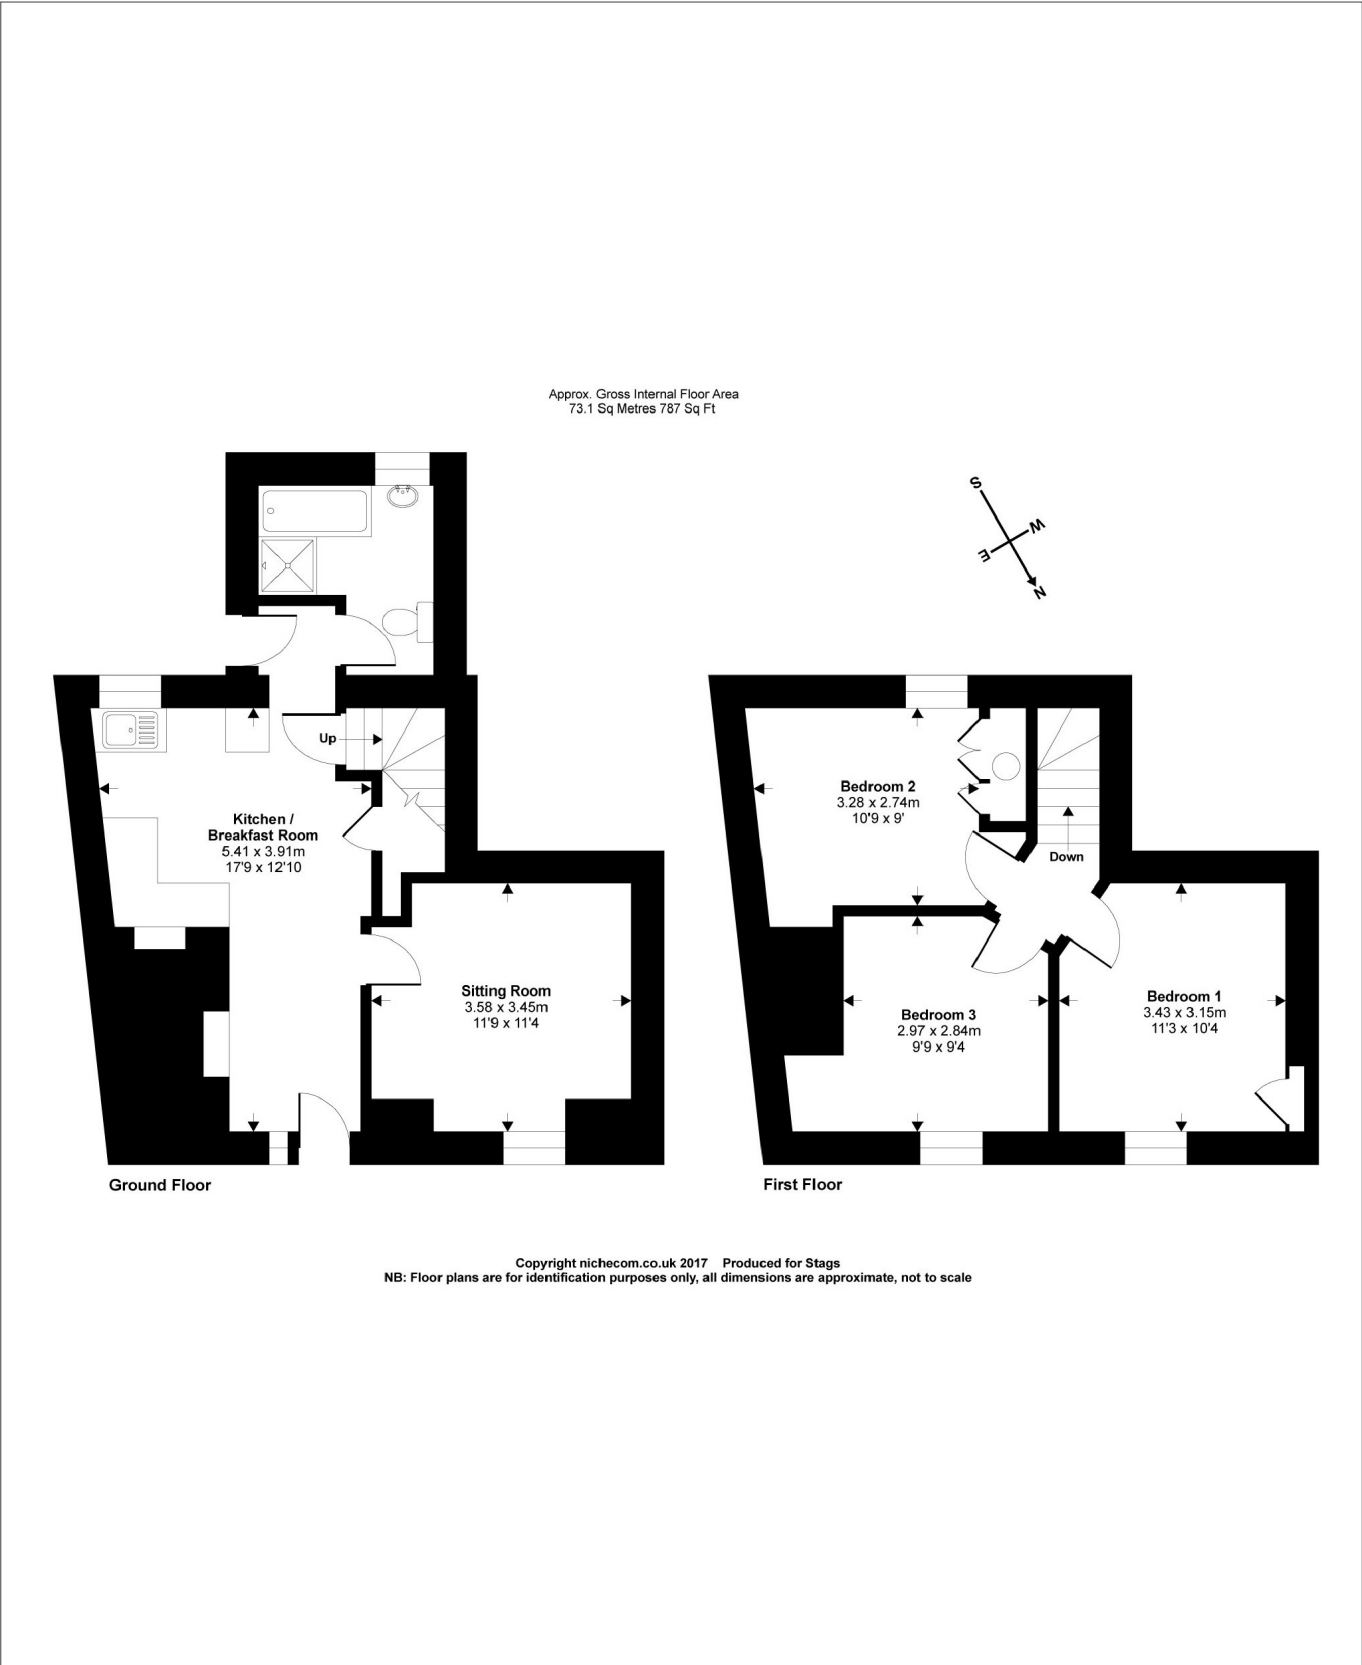 Approx. Gross Internal Floor Area
73.1 Sq Metres 787 Sq Ft
S
W
E
N
Up
Kitchen /
Breakfast Room
5.41 x 3.91m
17'9 x 12'10
Sitting Room
3.58 x 3.45m
11'9 x 11'4
Ground Floor
Bedroom 2
3.28 x 2.74m
10'9 x 9'
Down
Bedroom 3
2.97 x 2.84m
9'9 x 9'4
Bedroom 1
3.43 x 3.15m
11'3 x 10'4
First Floor
Copyright nichecom.co.uk 2017 Produced for Stags
NB: Floor plans are for identification purposes only, all dimensions are approximate, not to scale